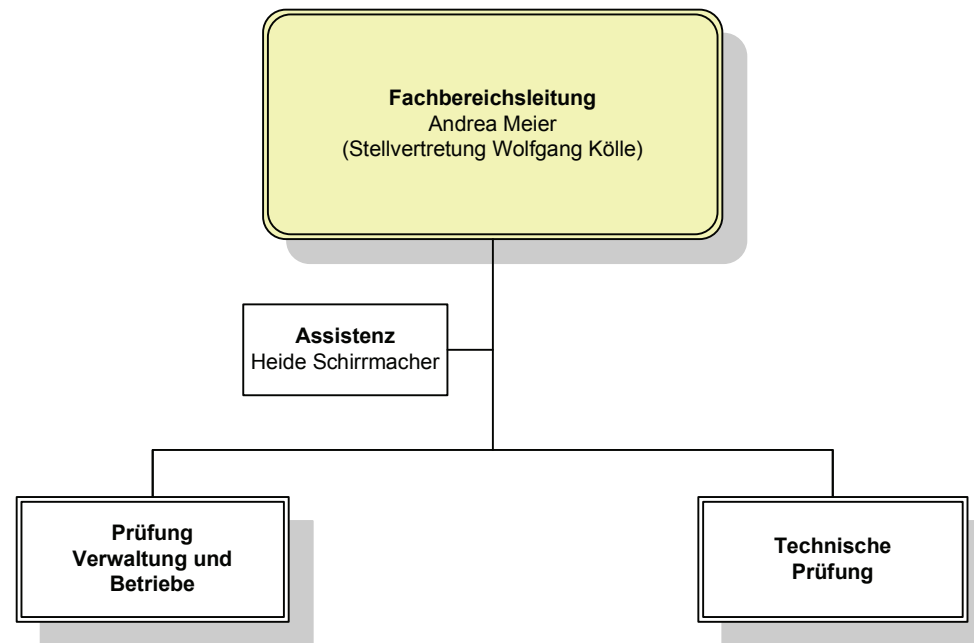 Fachbereichsleitung
Andrea Meier
(Stellvertretung Wolfgang Kölle)
Assistenz
Heide Schirrmacher
Prüfung
Verwaltung und
Betriebe
Technische
Prüfung